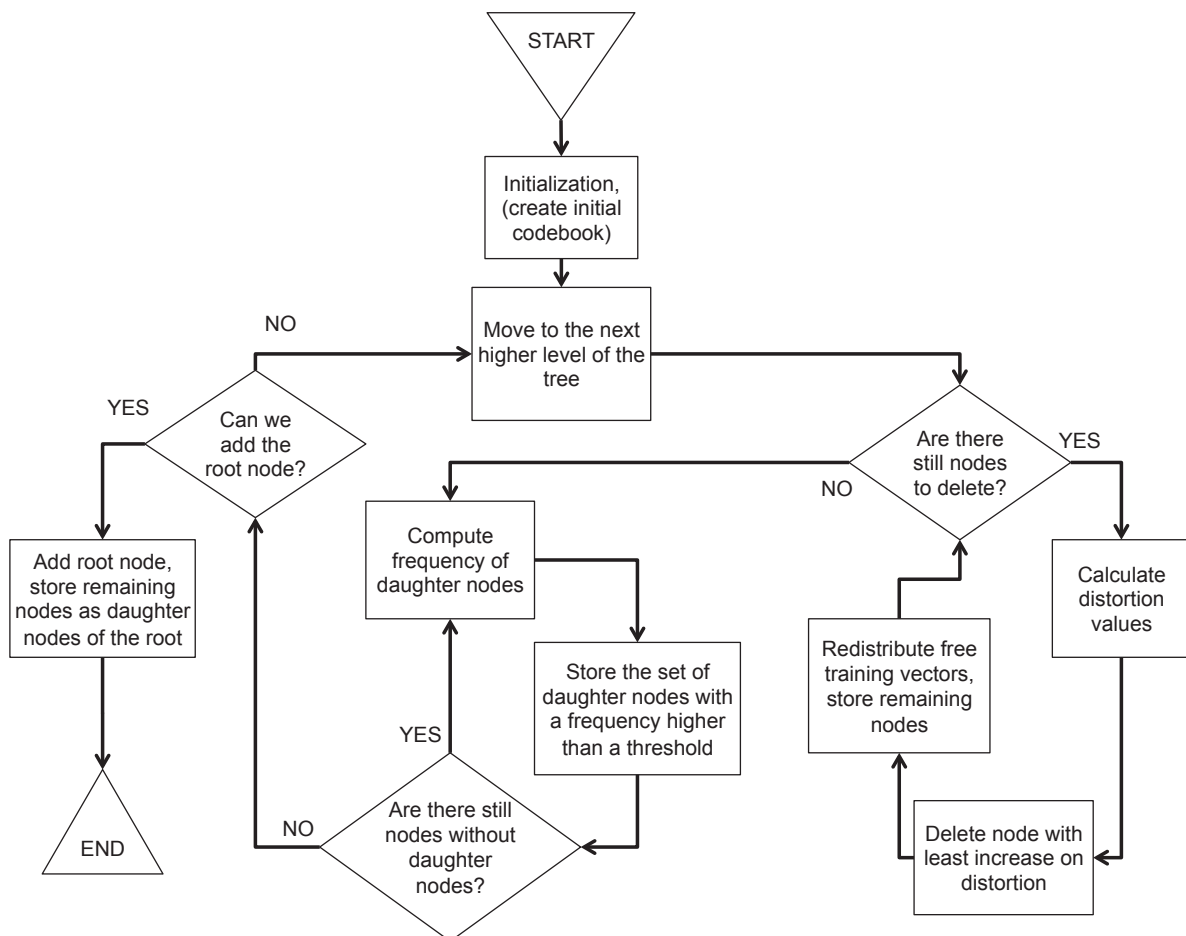 START
Initialization,
(create initial
codebook)
NO
Move to the next
higher level of the
tree
YES
Can we
add the
root node?
Are there
still nodes
to delete?
YES
NO
Compute
frequency of
daughter nodes
Add root node,
store remaining
nodes as daughter
nodes of the root
Calculate
distortion
values
Redistribute free
training vectors,
store remaining
nodes
Store the set of
daughter nodes with
a frequency higher
than a threshold
YES
NO
Are there still
nodes without
daughter
nodes?
END
Delete node with
least increase on
distortion